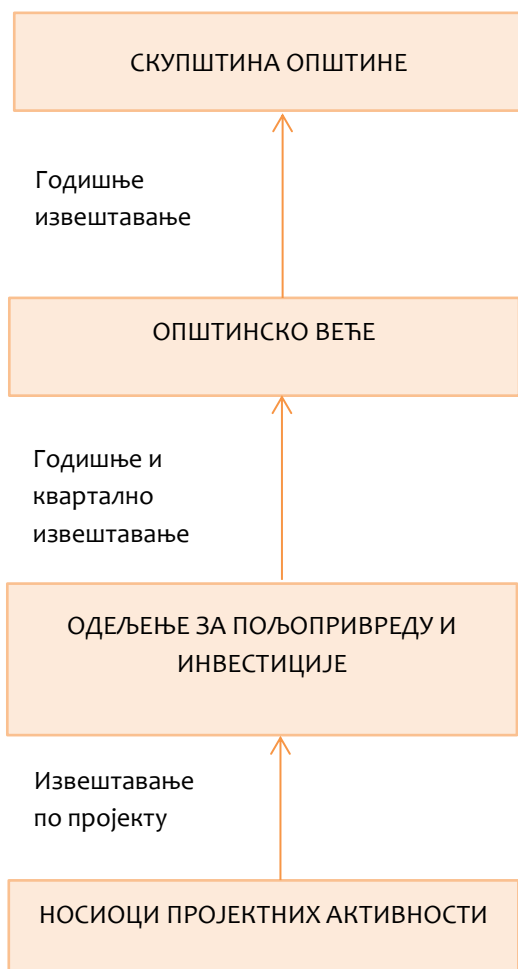 СКУПШТИНА ОПШТИНЕ
Годишње
извештавање
ОПШТИНСКО ВЕЋЕ
Годишње и
квартално
извештавање
ОДЕЉЕЊЕ ЗА ПОЉОПРИВРЕДУ И
ИНВЕСТИЦИЈЕ
Извештавање
по пројекту
НОСИОЦИ ПРОЈЕКТНИХ АКТИВНОСТИ